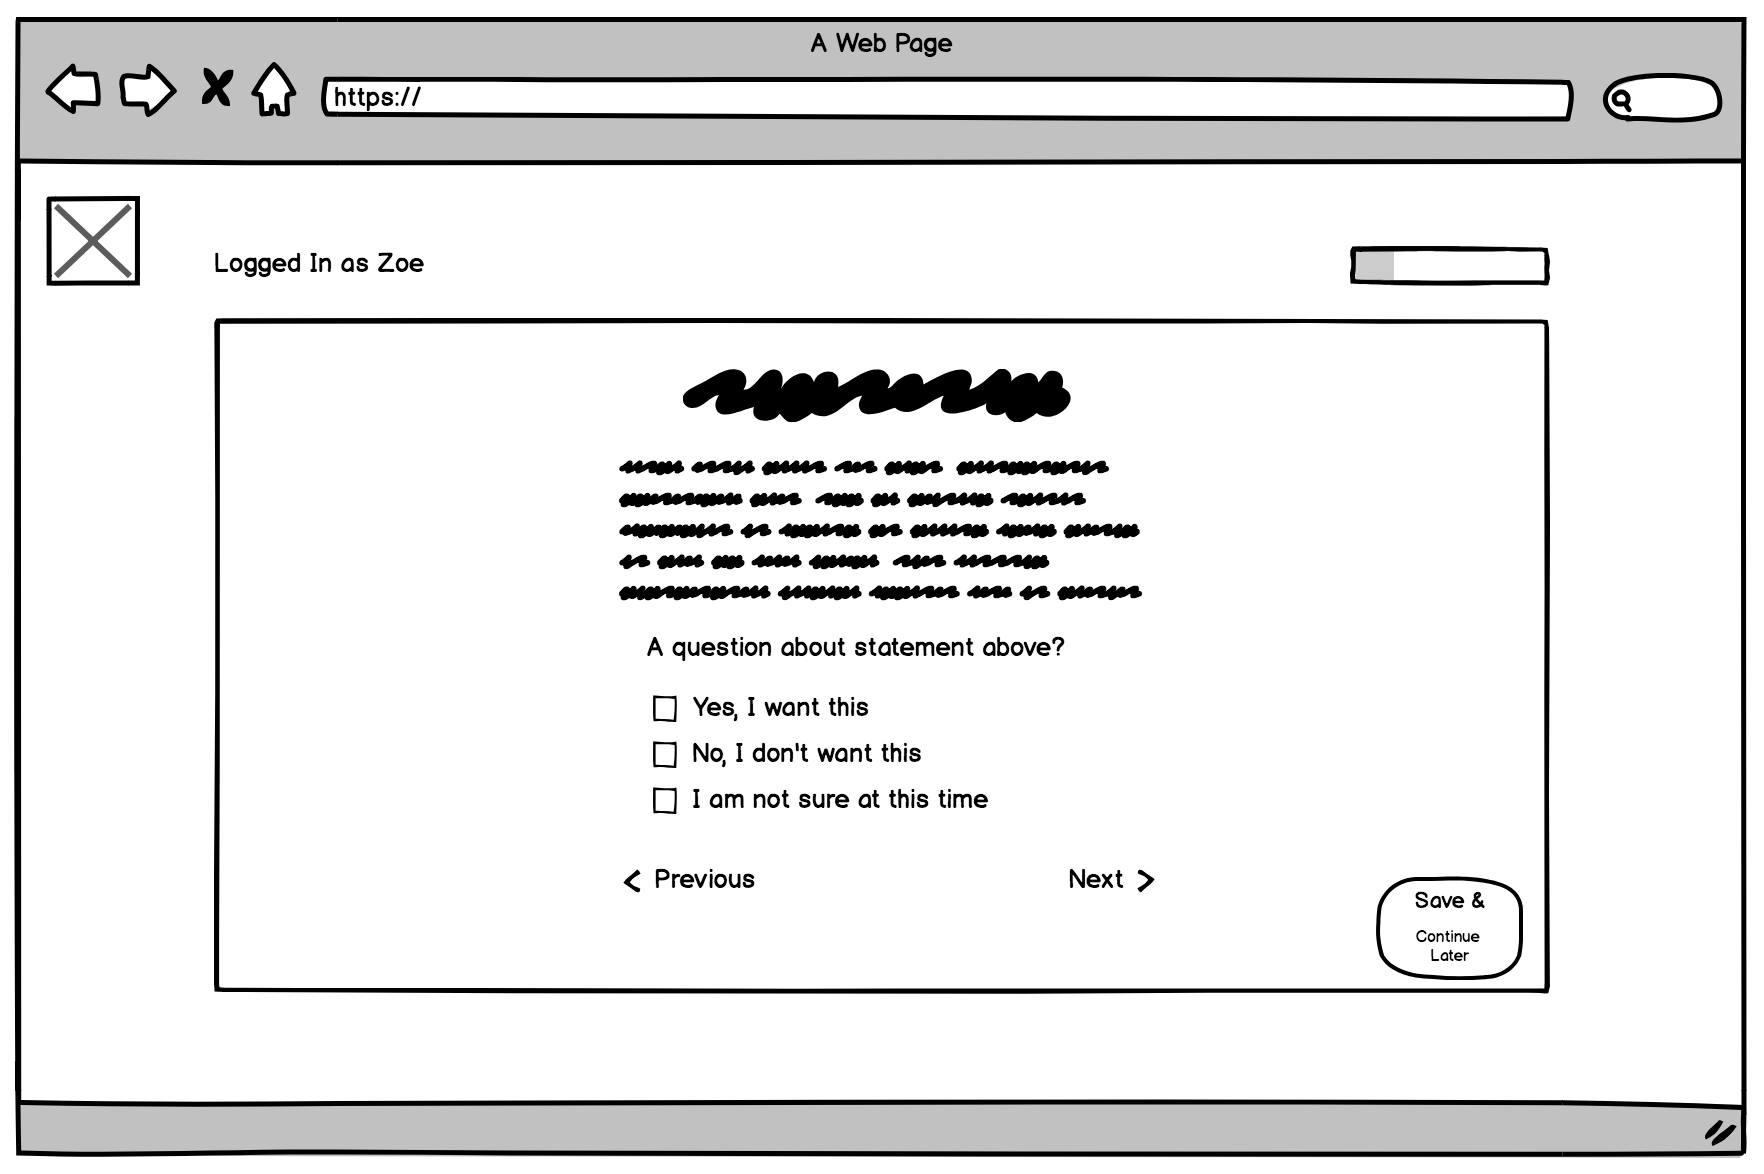 A Web Page
https://
Logged In as Zoe
A question about statement above?
Yes, I want this
No, I don't want this
I am not sure at this time
Previous
Next
Save &
Continue
Later